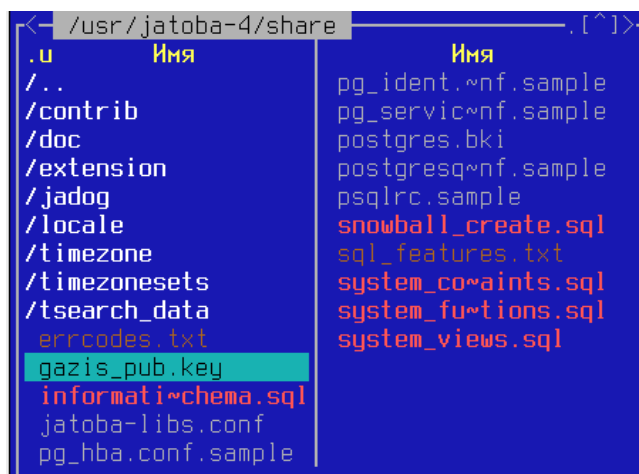 /usr/jatoba-4/share .[^]>
.и Имя
/..
/contrib
/doc
/extension
/jadog
/locale
/timezone
/timezonesets
/tsearch_data
errcodes.txt
gazis_pub.key
informati~chema.sql
jatoba-libs.conf
pg_hba.conf.sample
Имя
pg_ident.~nf.sample
pg_servic~nf.sample
postgres.bki
postgresq~nf.sample
psqlrc.sample
snowball_create.sql
sql_features.txt
system_co~aints.sql
system_fu~tions.sql
system_views.sql